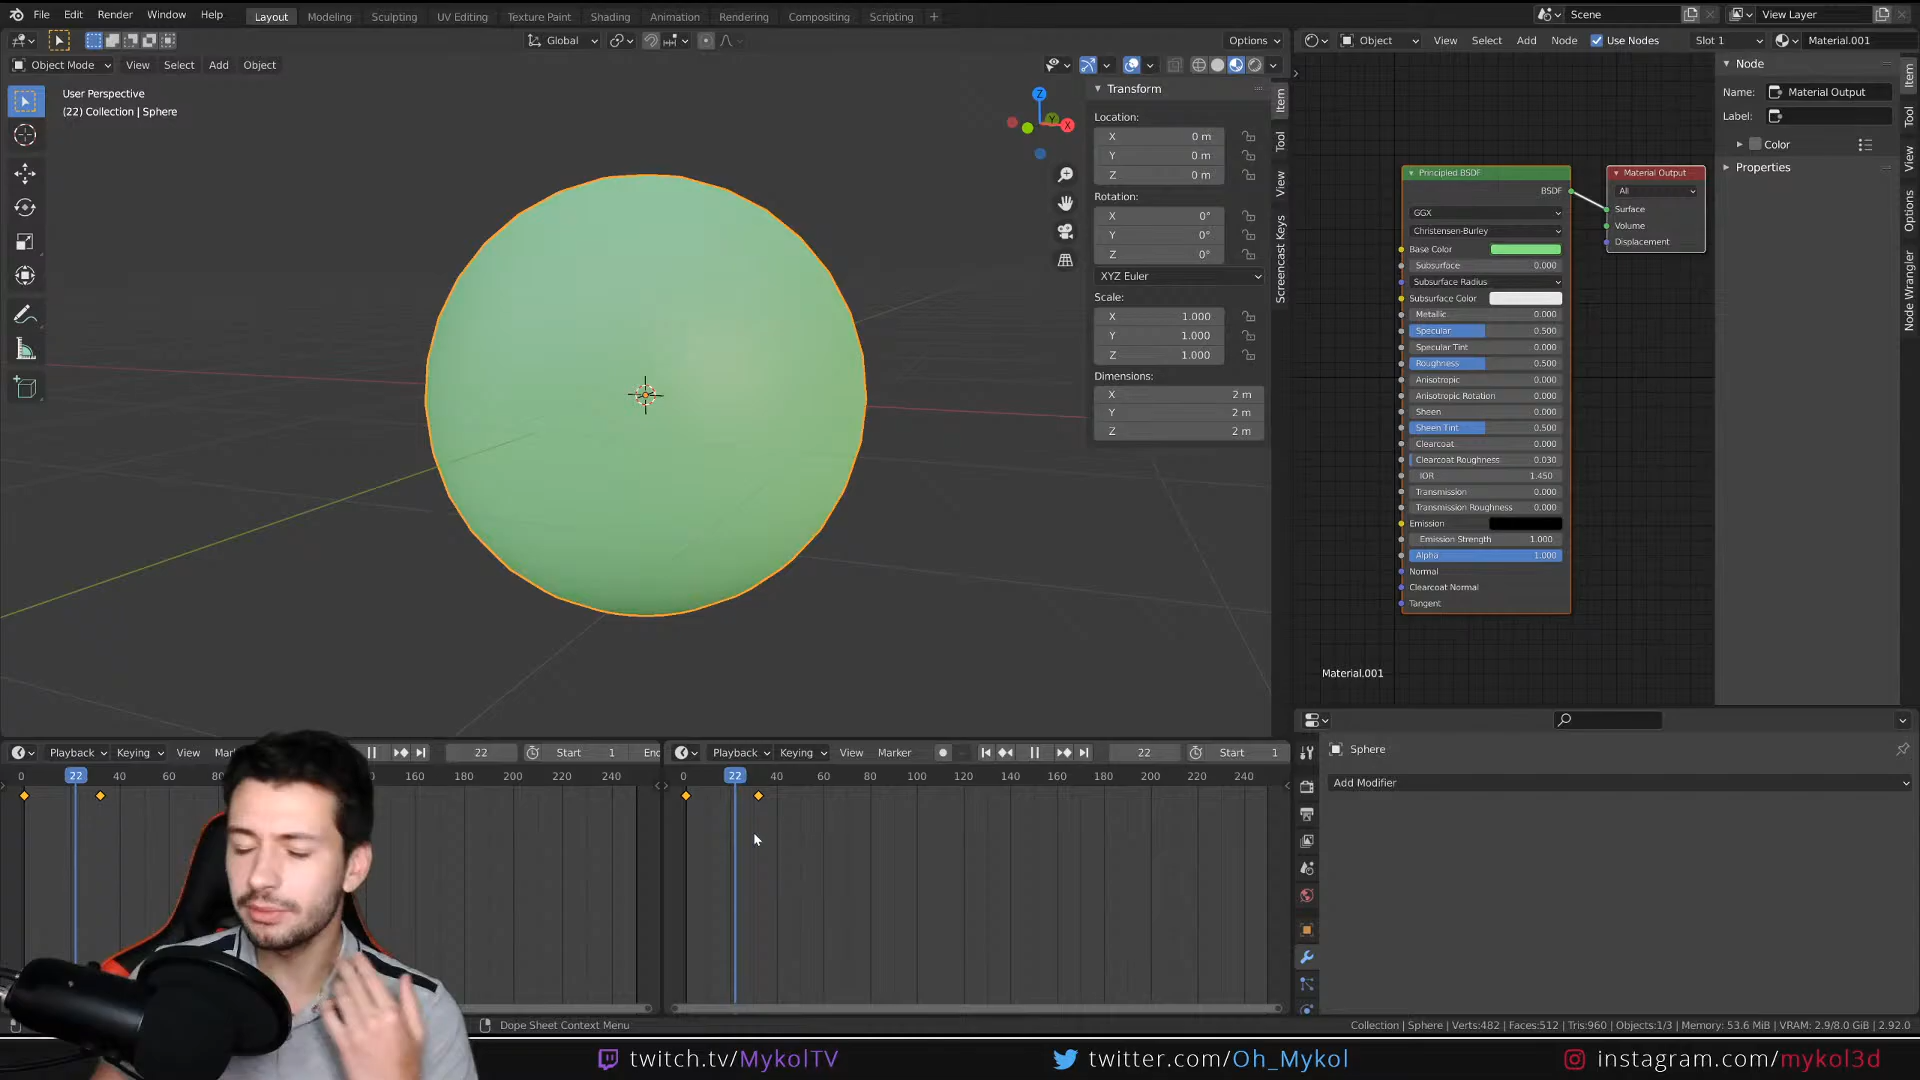 File Edit Render Window Help Layout Modeling Sculpting UV Editing Texture Paint Shading Animation Rendering Compositing Scripting + Scene View Layer
Global Options Object View Select Add Node Use Nodes Slot 1 Material.001
Object Mode View Select Add Object
User Perspective
(22) Collection | Sphere
Z
Y
X
Transform
Location:
X 0 m
Y 0 m
Z 0 m
Rotation:
X 0°
Y 0°
Z 0°
XYZ Euler
Scale:
X 1.000
Y 1.000
Z 1.000
Dimensions:
X 2 m
Y 2 m
Z 2 m
Item
Tool
View
Screencast Keys
Principled BSDF
BSDF
GGX
Christensen-Burley
Base Color
Subsurface 0.000
Subsurface Radius
Subsurface Color
Metallic 0.000
Specular 0.500
Specular Tint 0.000
Roughness 0.500
Anisotropic 0.000
Anisotropic Rotation 0.000
Sheen 0.000
Sheen Tint 0.500
Clearcoat 0.000
Clearcoat Roughness 0.030
IOR 1.450
Transmission 0.000
Transmission Roughness 0.000
Emission
Emission Strength 1.000
Alpha 1.000
Normal
Clearcoat Normal
Tangent
Material Output
All
Surface
Volume
Displacement
Material.001
Node
Name: Material Output
Label:
Color
Properties
Item
Tool
View
Options
Node Wrangler
Playback Keying View Mar 22 Start 1 En
0 22 40 60 80 160 180 200 220 240
Playback Keying View Marker 22 Start 1
0 22 40 60 80 100 120 140 160 180 200 220 240
Sphere
Add Modifier
Dope Sheet Context Menu
Collection | Sphere | Verts:482 | Faces:512 | Tris:960 | Objects:1/3 | Memory: 53.6 MiB | VRAM: 2.9/8.0 GiB | 2.92.0
twitch.tv/MykolTV twitter.com/Oh_Mykol instagram.com/mykol3d